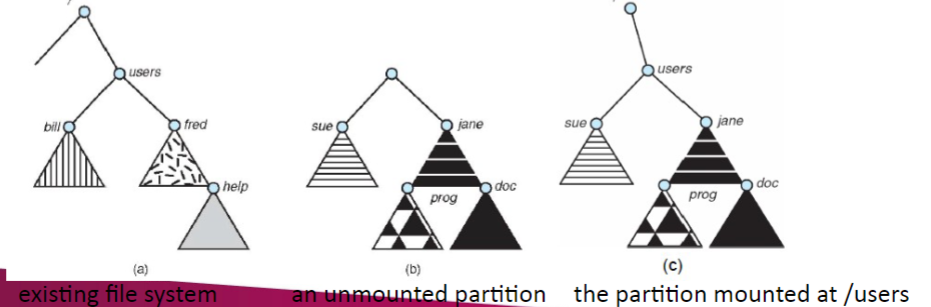 /
users
bill
fred
help
(a)
existing file system
sue
jane
prog
doc
(b)
an unmounted partition
users
sue
jane
prog
doc
(c)
the partition mounted at /users